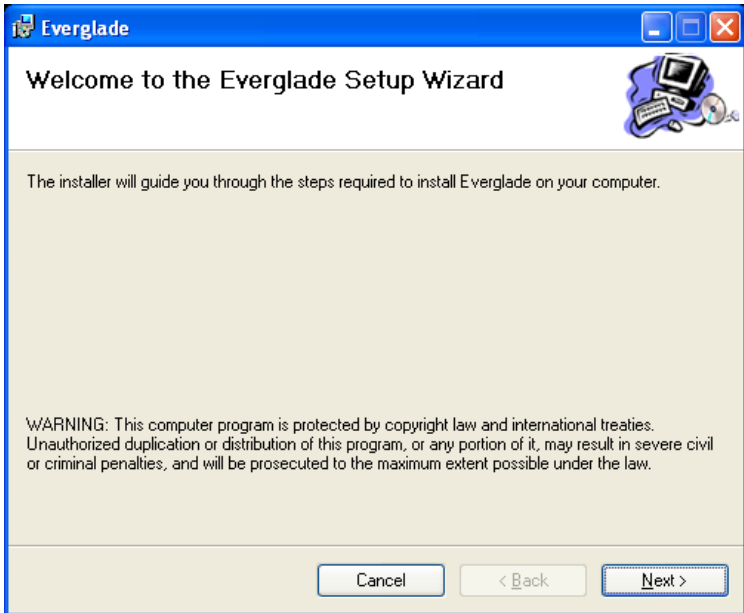 Everglade
Welcome to the Everglade Setup Wizard
The installer will guide you through the steps required to install Everglade on your computer.
WARNING: This computer program is protected by copyright law and international treaties.
Unauthorized duplication or distribution of this program, or any portion of it, may result in severe civil
or criminal penalties, and will be prosecuted to the maximum extent possible under the law.
Cancel
< Back
Next >